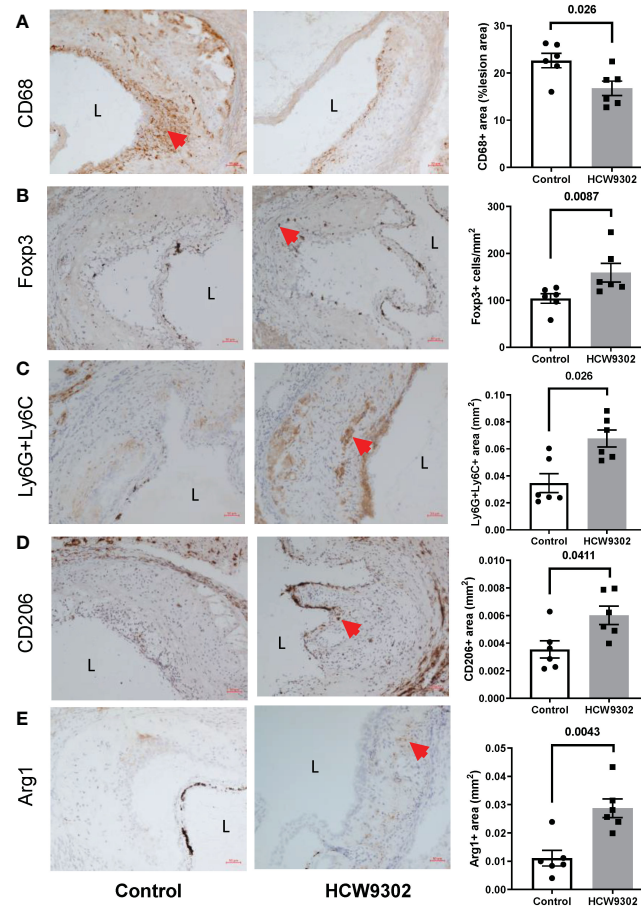 A
CD68
L
L
CD68+ area (%lesion area)
30
20
10
0
0.026
Control
HCW9302
B
Foxp3
L
L
Foxp3+ cells/mm²
300
200
100
0
0.0087
Control
HCW9302
C
Ly6G+Ly6C
L
L
Ly6G+Ly6C+ area (mm²)
0.10
0.08
0.06
0.04
0.02
0.00
0.026
Control
HCW9302
D
CD206
L
L
CD206+ area (mm²)
0.010
0.008
0.006
0.004
0.002
0.000
0.0411
Control
HCW9302
E
Arg1
L
L
Arg1+ area (mm²)
0.05
0.04
0.03
0.02
0.01
0.00
0.0043
Control
HCW9302
Control
HCW9302